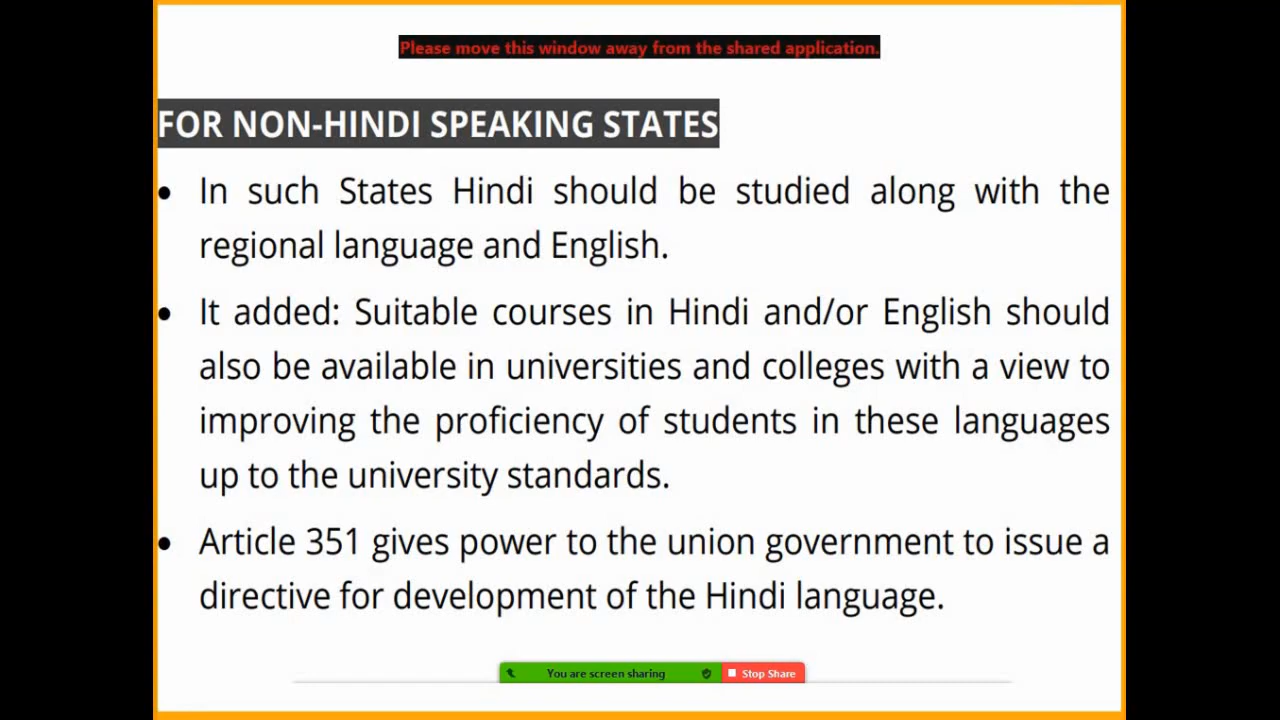 Please move this window away from the shared application.
FOR NON-HINDI SPEAKING STATES
• In such States Hindi should be studied along with the
regional language and English.
• It added: Suitable courses in Hindi and/or English should
also be available in universities and colleges with a view to
improving the proficiency of students in these languages
up to the university standards.
• Article 351 gives power to the union government to issue a
directive for development of the Hindi language.
You are screen sharing Stop Share